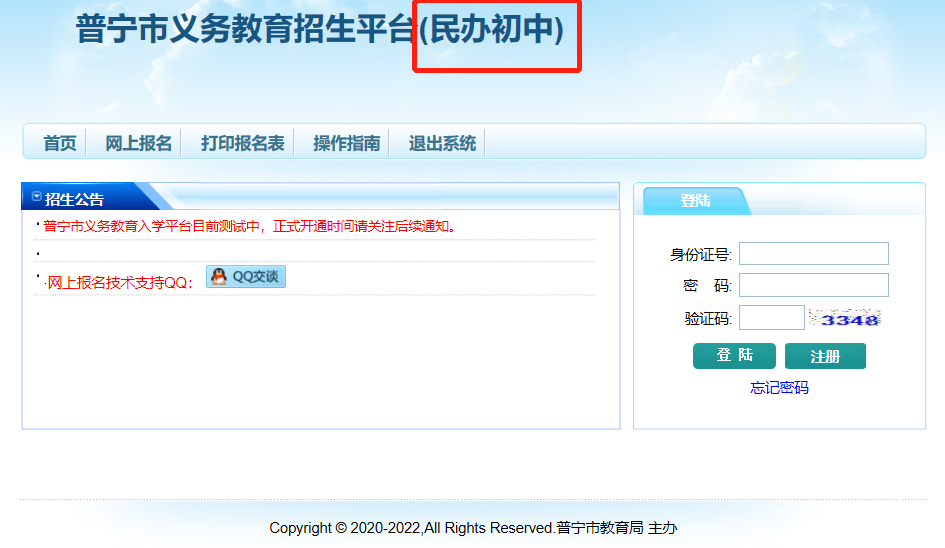 普宁市义务教育招生平台(民办初中)
首页 网上报名 打印报名表 操作指南 退出系统
招生公告
普宁市义务教育入学平台目前测试中，正式开通时间请关注后续通知。
·网上报名技术支持QQ： QQ交谈
登陆
身份证号:
密 码:
验证码: 3348
登 陆 注册
忘记密码
Copyright © 2020-2022,All Rights Reserved.普宁市教育局 主办